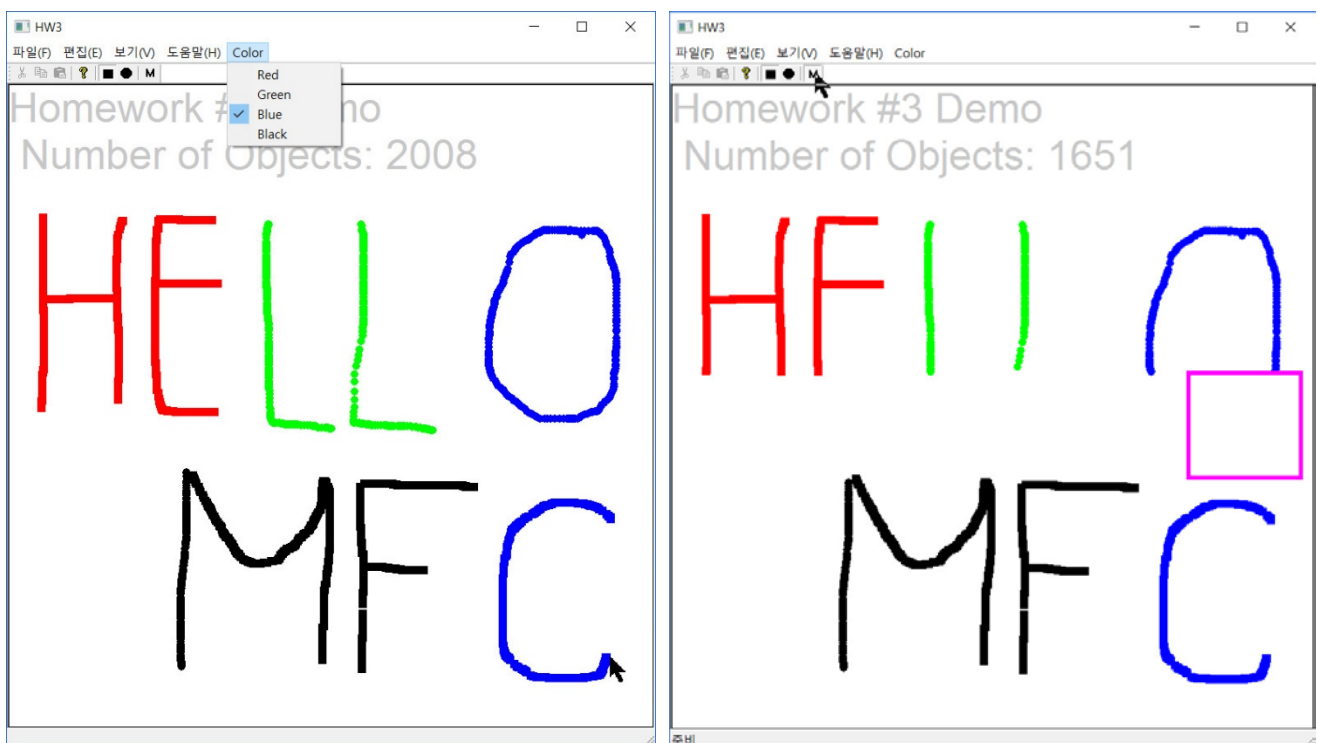 HW3
파일(F) 편집(E) 보기(V) 도움말(H) Color
M
Red
Green
Blue
Black
Homework # mo
Number of Objects: 2008
HELLO
MFC
HW3
파일(F) 편집(E) 보기(V) 도움말(H) Color
M
Homework #3 Demo
Number of Objects: 1651
MFC
준비